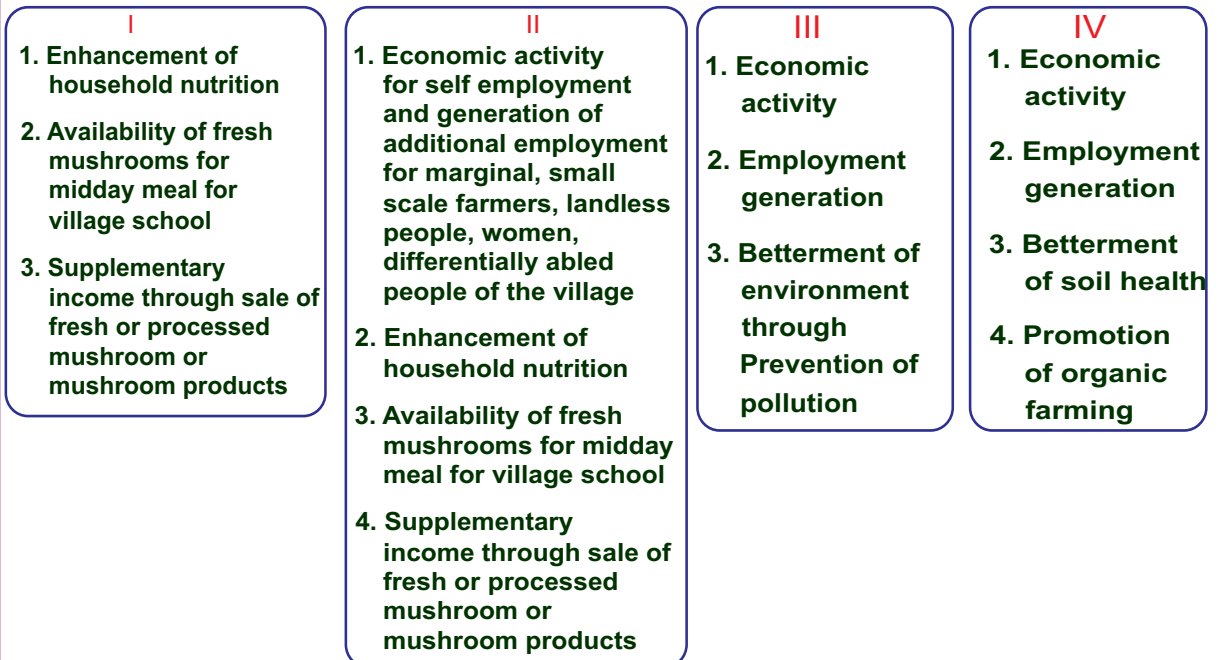 I
1. Enhancement of
household nutrition
2. Availability of fresh
mushrooms for
midday meal for
village school
3. Supplementary
income through sale of
fresh or processed
mushroom or
mushroom products
II
1. Economic activity
for self employment
and generation of
additional employment
for marginal, small
scale farmers, landless
people, women,
differentially abled
people of the village
2. Enhancement of
household nutrition
3. Availability of fresh
mushrooms for midday
meal for village school
4. Supplementary
income through sale of
fresh or processed
mushroom or
mushroom products
III
1. Economic
activity
2. Employment
generation
3. Betterment of
environment
through
Prevention of
pollution
IV
1. Economic
activity
2. Employment
generation
3. Betterment
of soil health
4. Promotion
of organic
farming